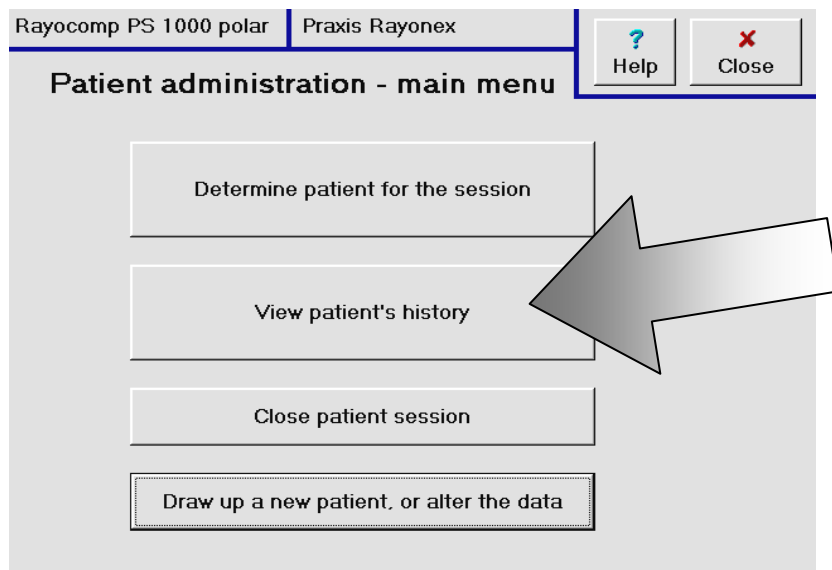 Rayocomp PS 1000 polar
Praxis Rayonex
? Help
X Close
Patient administration - main menu
Determine patient for the session
View patient's history
Close patient session
Draw up a new patient, or alter the data